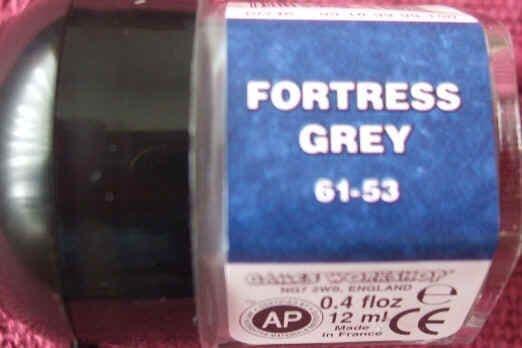 FORTRESS
GREY
61-53
GAMES WORKSHOP
NG7 2WS, ENGLAND
AP
0.4 floz
12 ml
Made
in France
CE